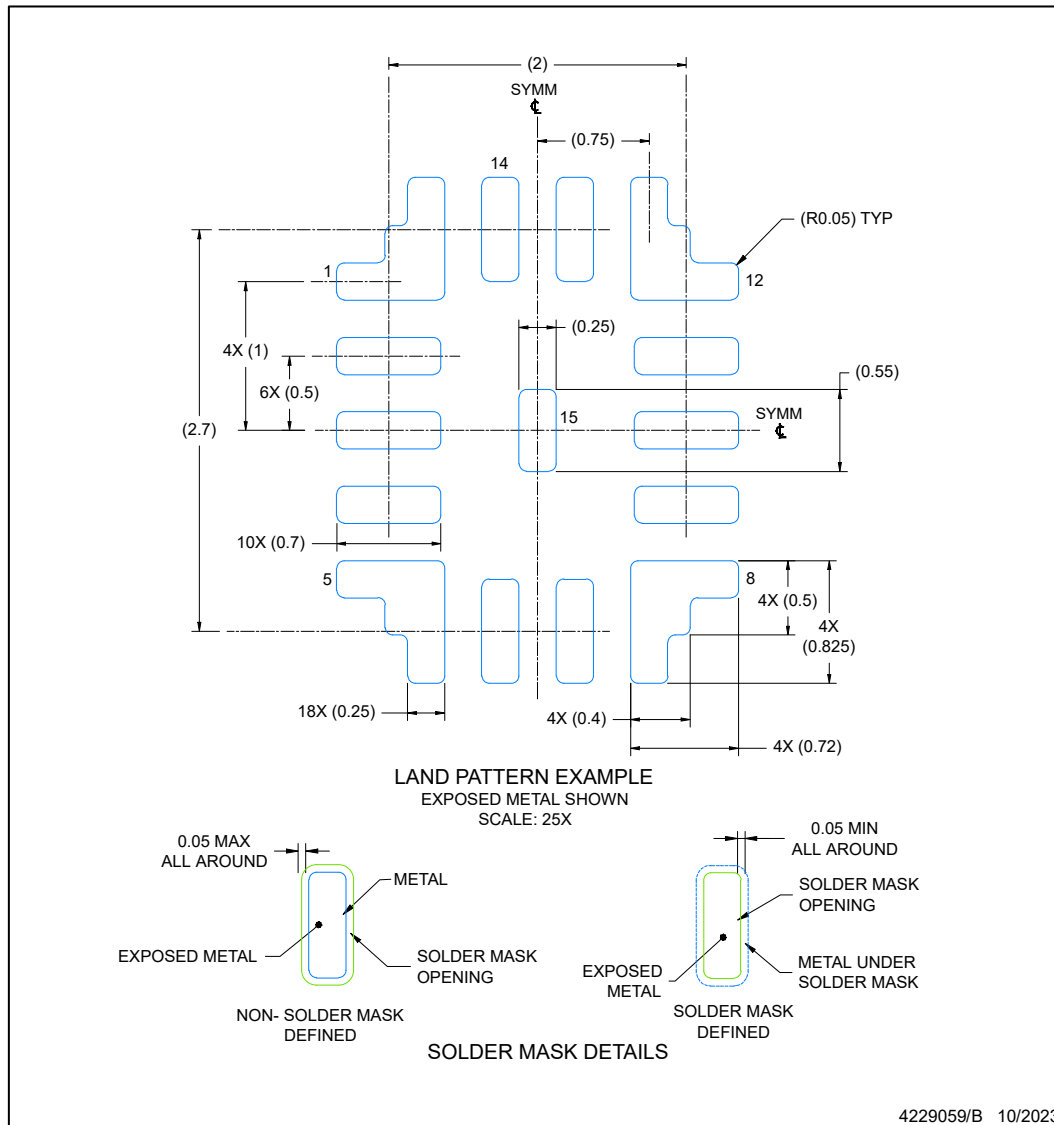 (2)
SYMM
(0.75)
14
(R0.05) TYP
1
12
(0.25)
4X (1)
6X (0.5)
(0.55)
15
SYMM
(2.7)
10X (0.7)
5
8
4X (0.5)
4X
(0.825)
18X (0.25)
4X (0.4)
4X (0.72)
LAND PATTERN EXAMPLE
EXPOSED METAL SHOWN
SCALE: 25X
0.05 MAX
ALL AROUND
METAL
EXPOSED METAL
SOLDER MASK
OPENING
NON- SOLDER MASK
DEFINED
0.05 MIN
ALL AROUND
SOLDER MASK
OPENING
EXPOSED
METAL
METAL UNDER
SOLDER MASK
SOLDER MASK
DEFINED
SOLDER MASK DETAILS
4229059/B 10/2023